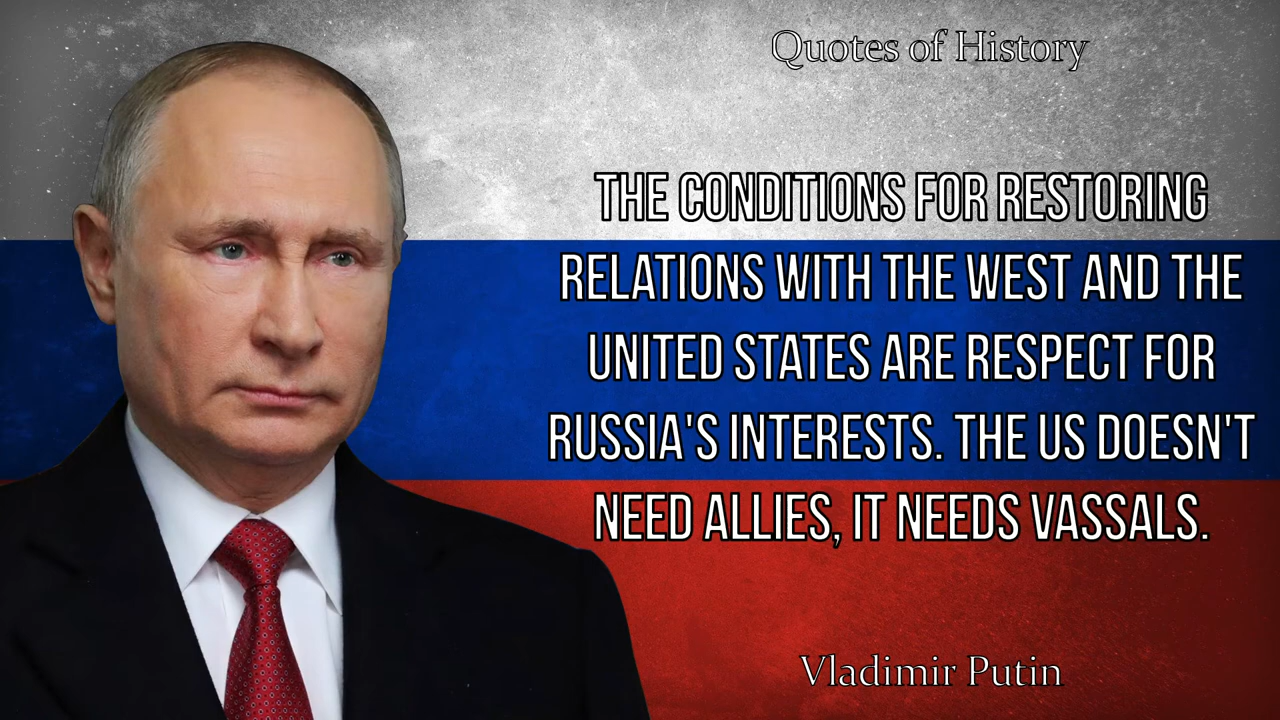 Quotes of History
THE CONDITIONS FOR RESTORING
RELATIONS WITH THE WEST AND THE
UNITED STATES ARE RESPECT FOR
RUSSIA'S INTERESTS. THE US DOESN'T
NEED ALLIES, IT NEEDS VASSALS.
Vladimir Putin